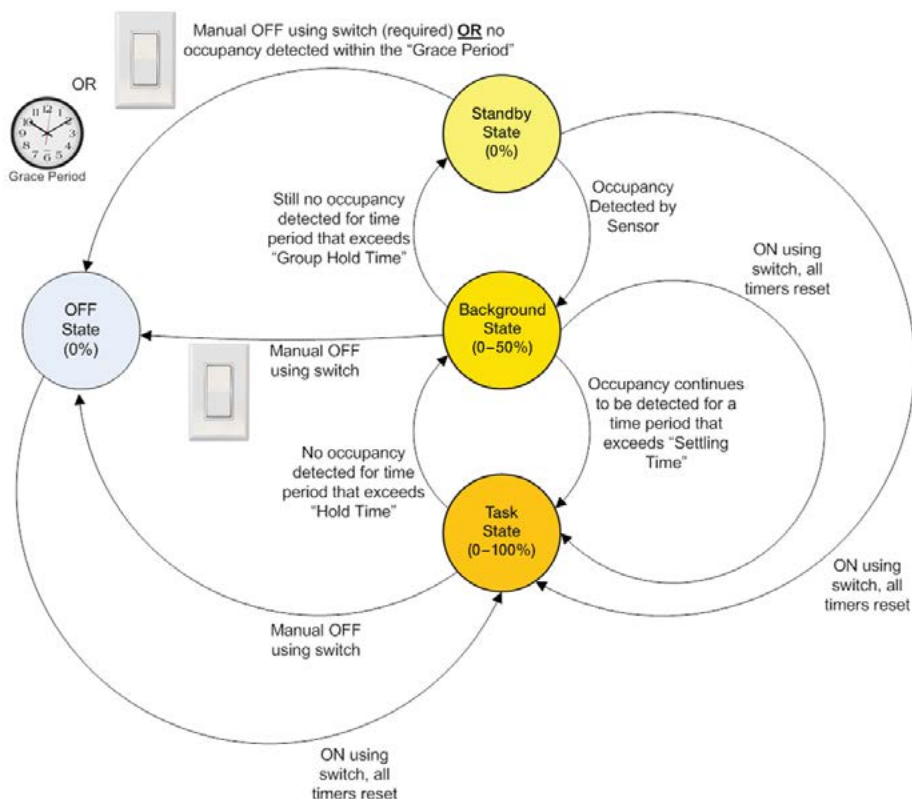 Manual OFF using switch (required) OR no
occupancy detected within the “Grace Period”
OR
Grace Period
Standby
State
(0%)
Still no occupancy
detected for time
period that exceeds
“Group Hold Time”
Occupancy
Detected by
Sensor
ON using
switch, all
timers reset
OFF
State
(0%)
Background
State
(0–50%)
Manual OFF
using switch
Occupancy continues
to be detected for a
time period that
exceeds “Settling
Time”
No occupancy
detected for time
period that exceeds
“Hold Time”
Task
State
(0–100%)
ON using
switch, all
timers reset
Manual OFF
using switch
ON using
switch, all
timers reset